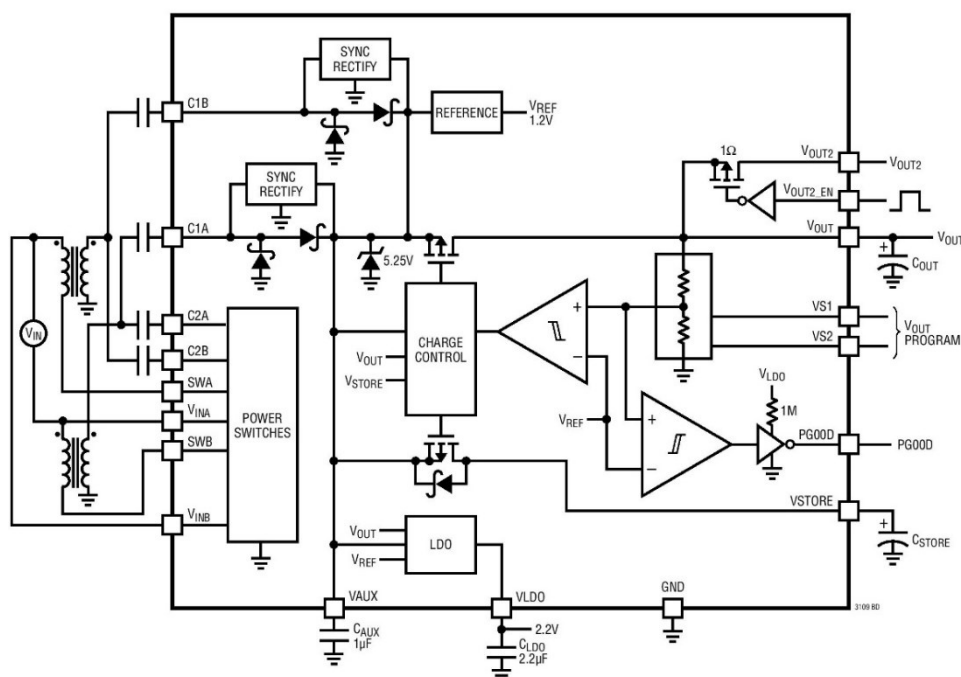 SYNC
RECTIFY
C1B
REFERENCE
VREF
1.2V
1Ω
VOUT2
VOUT2
SYNC
RECTIFY
VOUT2_EN
C1A
VOUT
VOUT
5.25V
COUT
VIN
C2A
VS1
CHARGE
CONTROL
VOUT
PROGRAM
C2B
VOUT
VS2
VSTORE
SWA
VLDO
POWER
SWITCHES
VINA
VREF
1M
SWB
PGOOD
PGOOD
VSTORE
VINB
VOUT
LDO
CSTORE
VREF
GND
VAUX
VLDO
3109 BD
CAUX
1µF
2.2V
CLDO
2.2µF